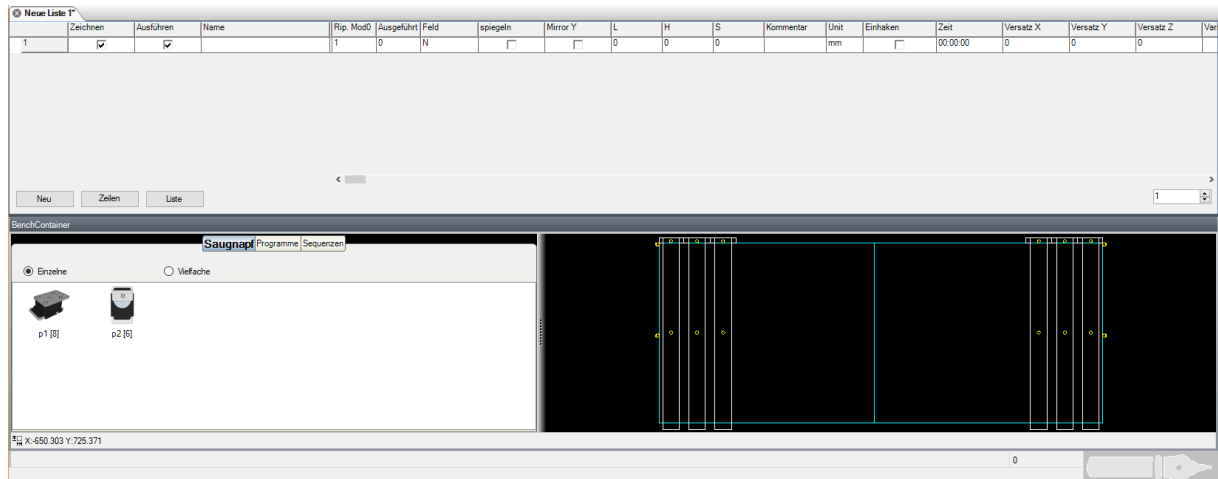 Neue Liste 1*
Zeichnen Ausführen Name Rip. Mod0 Ausgeführt Feld spiegeln Mirror Y L H S Kommentar Unit Einhaken Zeit Versatz X Versatz Y Versatz Z Var
1 1 0 N 0 0 0 mm 00:00:00 0 0 0
Neu Zeilen Liste 1
BenchContainer
Saugnapf Programme Sequenzen
Einzelne Vielfache
p1 [8] p2 [6]
X:-650.303 Y:725.371
0